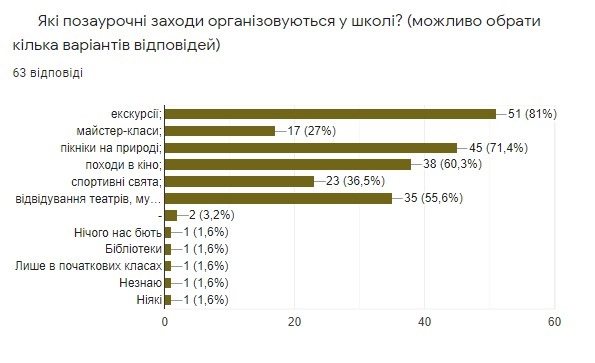 Які позаурочні заходи організовуються у школі? (можливо обрати
кілька варіантів відповідей)
63 відповіді
екскурсії; 51 (81%)
майстер-класи; 17 (27%)
пікніки на природі; 45 (71,4%)
походи в кіно; 38 (60,3%)
спортивні свята; 23 (36,5%)
відвідування театрів, му… 35 (55,6%)
- 2 (3,2%)
Нічого нас бють 1 (1,6%)
Бібліотеки 1 (1,6%)
Лише в початкових класах 1 (1,6%)
Незнаю 1 (1,6%)
Ніякі 1 (1,6%)
0 20 40 60